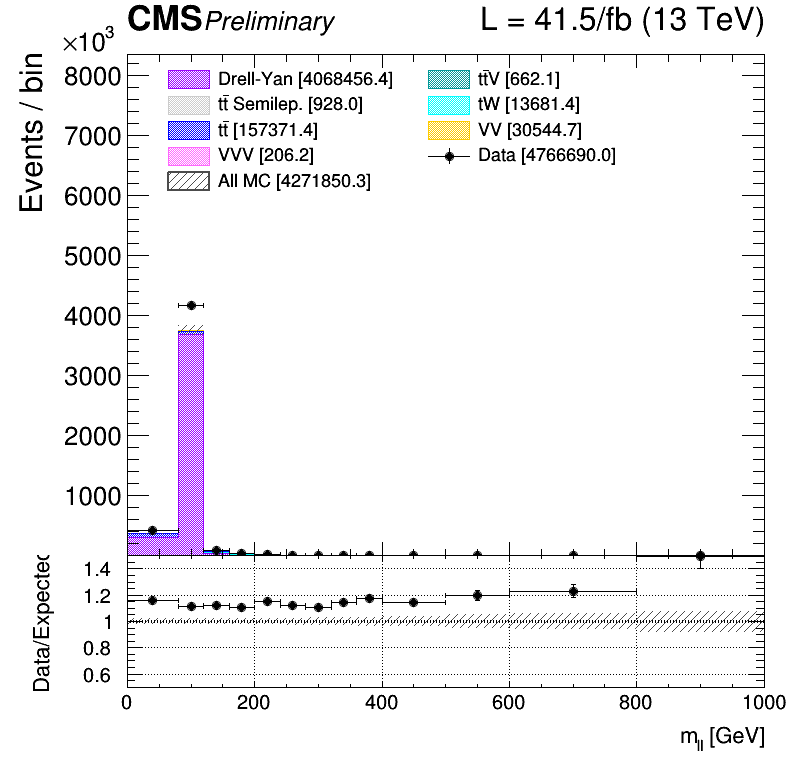 CMS Preliminary L = 41.5/fb (13 TeV)
×10³
Events / bin
8000
7000
6000
5000
4000
3000
2000
1000
Drell-Yan [4068456.4]
tt̄ Semilep. [928.0]
tt̄ [157371.4]
VVV [206.2]
All MC [4271850.3]
tt̄V [662.1]
tW [13681.4]
VV [30544.7]
Data [4766690.0]
Data/Expected
1.4
1.2
1
0.8
0.6
0 200 400 600 800 1000
m_ll [GeV]